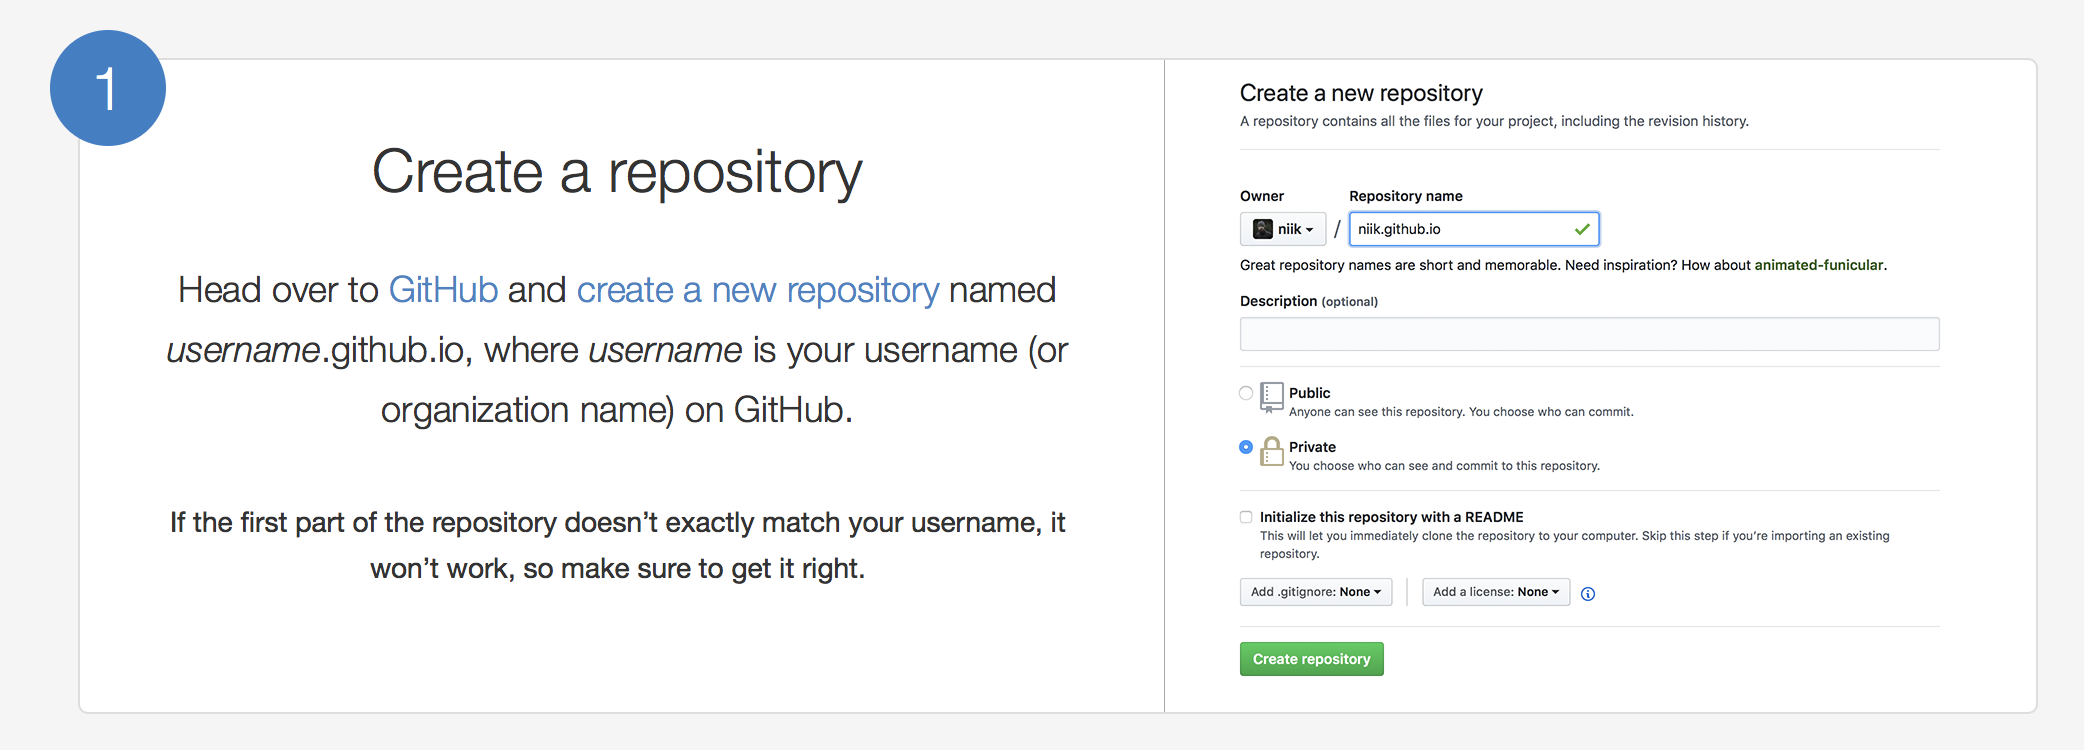 1
Create a repository
Head over to GitHub and create a new repository named
username.github.io, where username is your username (or
organization name) on GitHub.
If the first part of the repository doesn’t exactly match your username, it
won’t work, so make sure to get it right.
Create a new repository
A repository contains all the files for your project, including the revision history.
Owner Repository name
niik / niik.github.io
Great repository names are short and memorable. Need inspiration? How about animated-funicular.
Description (optional)
Public
Anyone can see this repository. You choose who can commit.
Private
You choose who can see and commit to this repository.
Initialize this repository with a README
This will let you immediately clone the repository to your computer. Skip this step if you’re importing an existing
repository.
Add .gitignore: None Add a license: None
Create repository